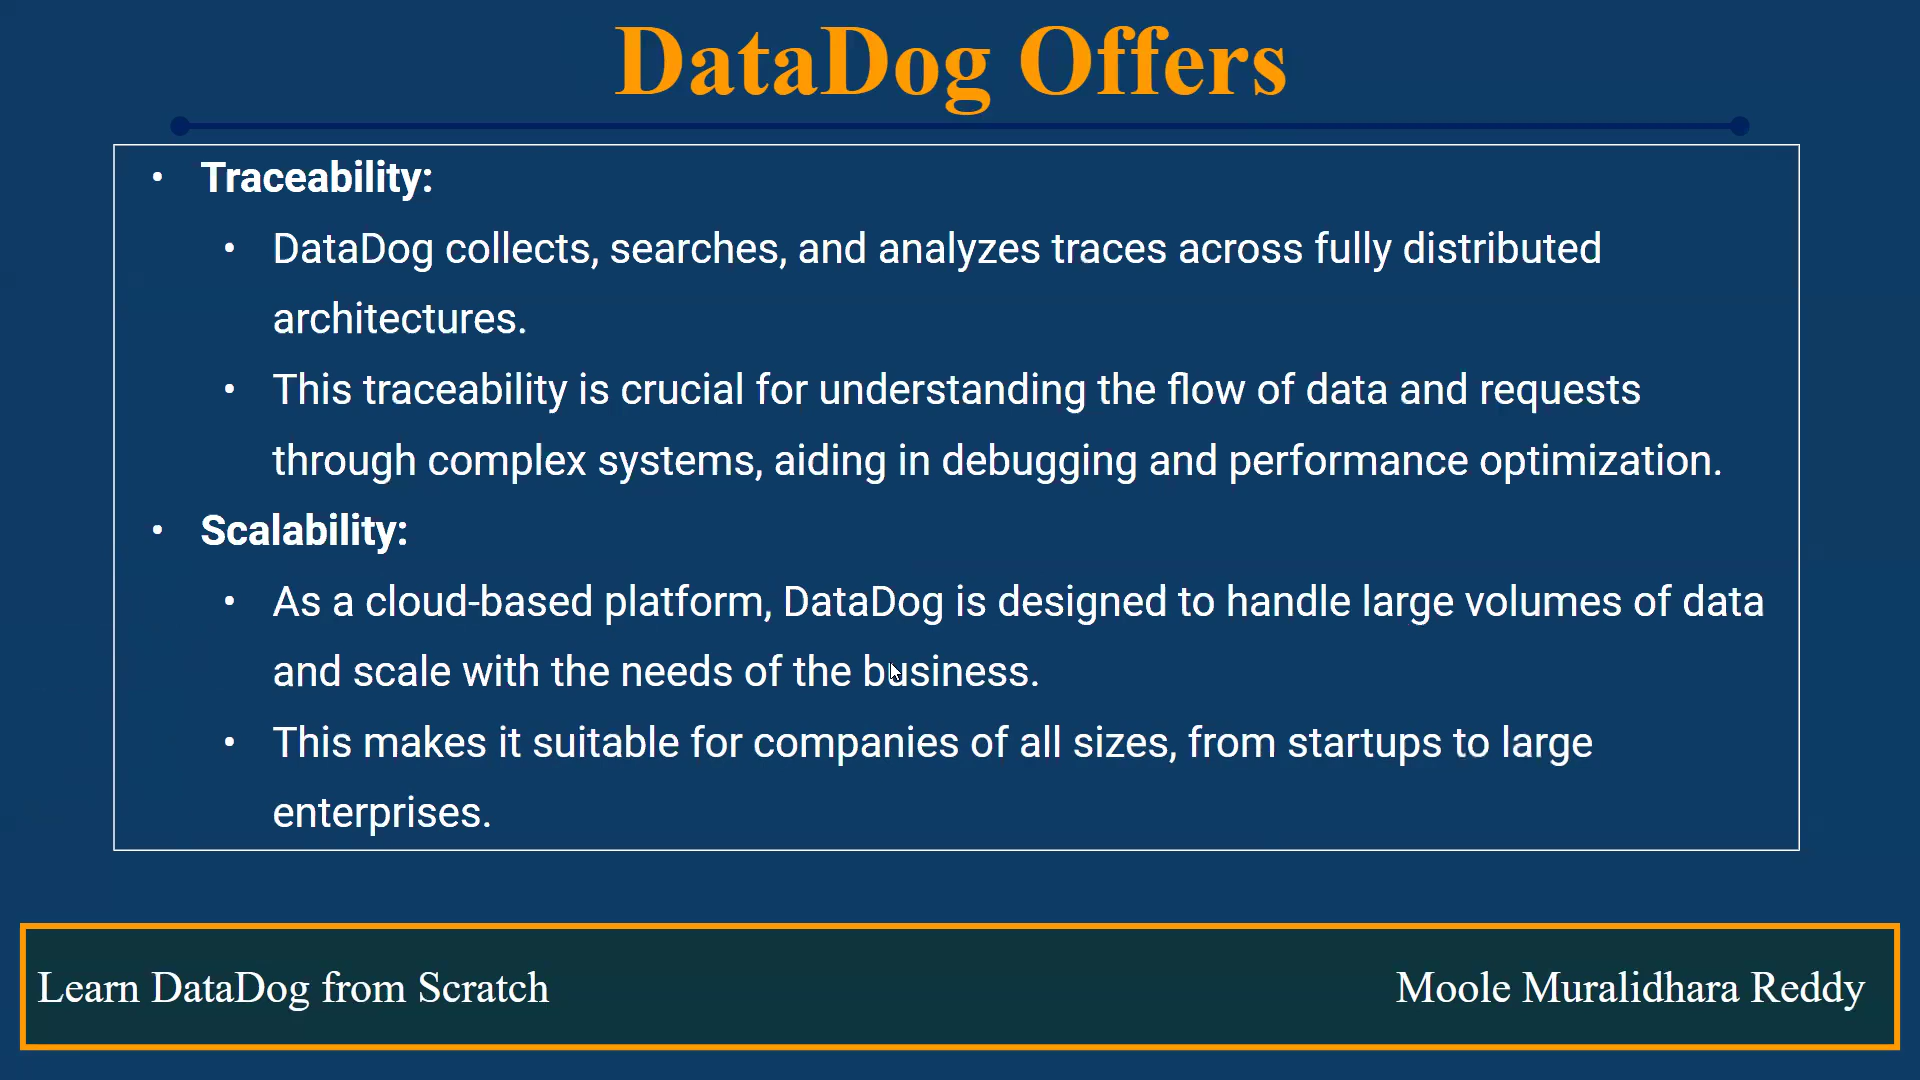 DataDog Offers
• Traceability:
• DataDog collects, searches, and analyzes traces across fully distributed
architectures.
• This traceability is crucial for understanding the flow of data and requests
through complex systems, aiding in debugging and performance optimization.
• Scalability:
• As a cloud-based platform, DataDog is designed to handle large volumes of data
and scale with the needs of the business.
• This makes it suitable for companies of all sizes, from startups to large
enterprises.
Learn DataDog from Scratch
Moole Muralidhara Reddy